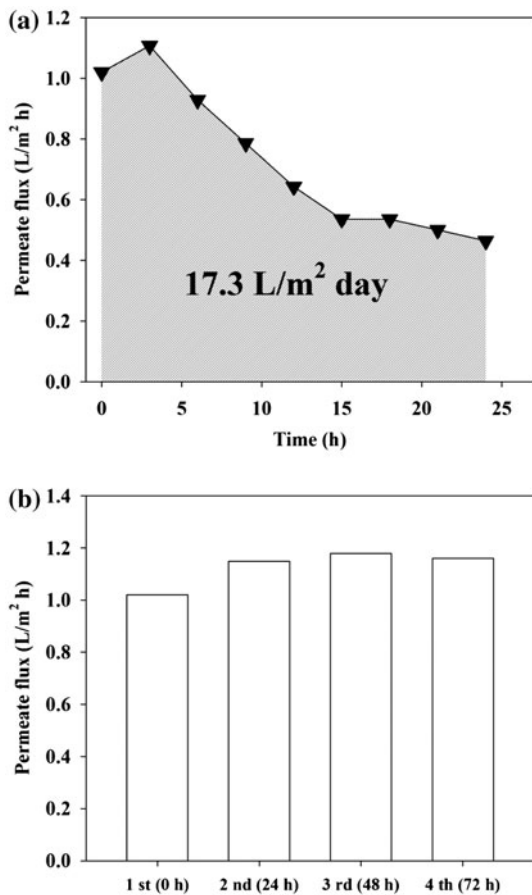 (a)
Permeate flux (L/m² h)
1.2
1.0
0.8
0.6
0.4
0.2
0.0
17.3 L/m² day
0 5 10 15 20 25
Time (h)
(b)
Permeate flux (L/m² h)
1.4
1.2
1.0
0.8
0.6
0.4
0.2
0.0
1 st (0 h) 2 nd (24 h) 3 rd (48 h) 4 th (72 h)